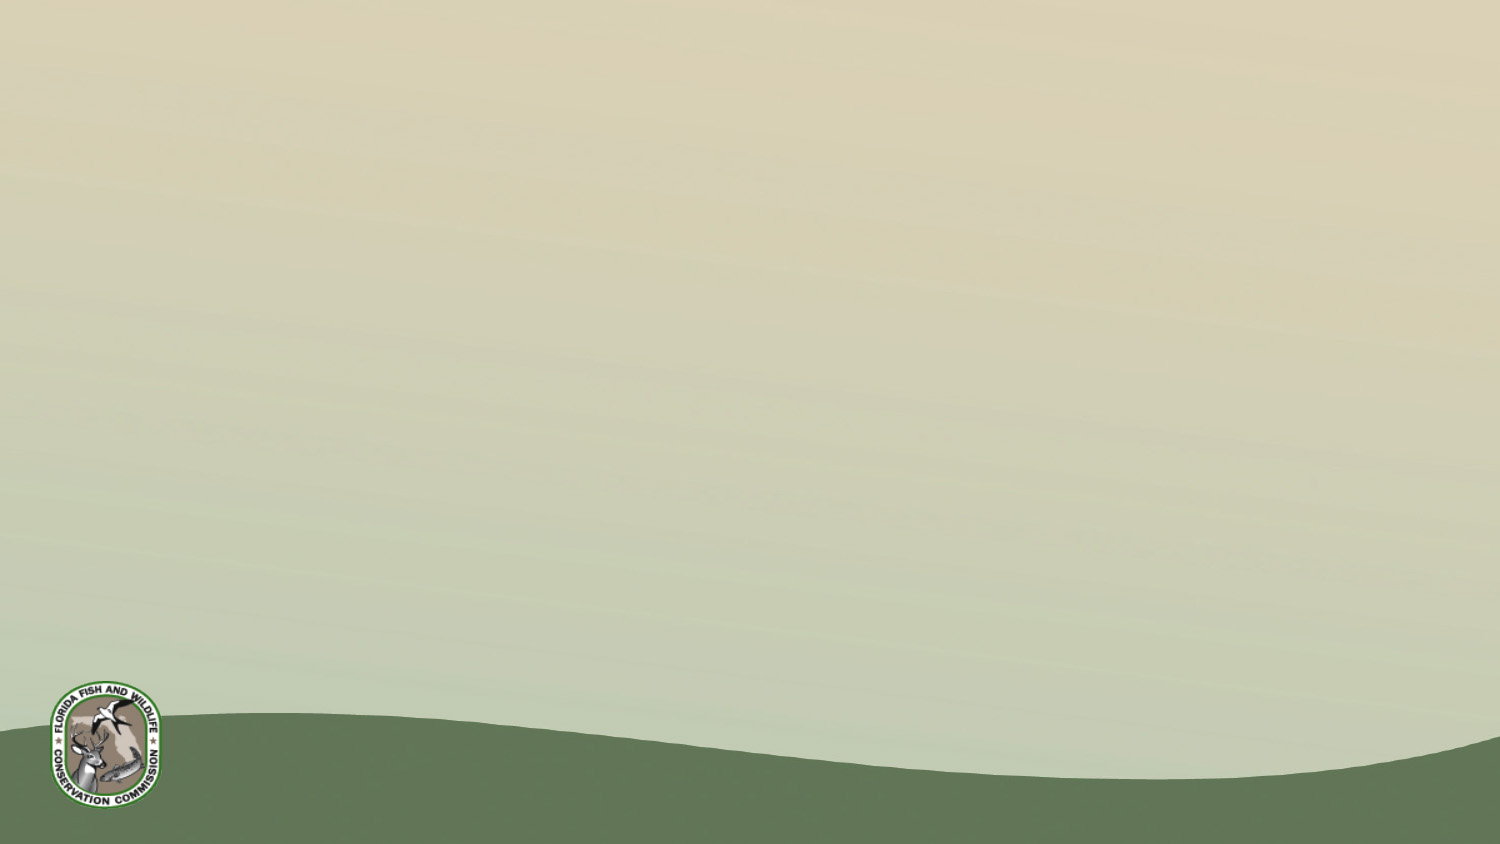 FLORIDA FISH AND WILDLIFE
CONSERVATION COMMISSION